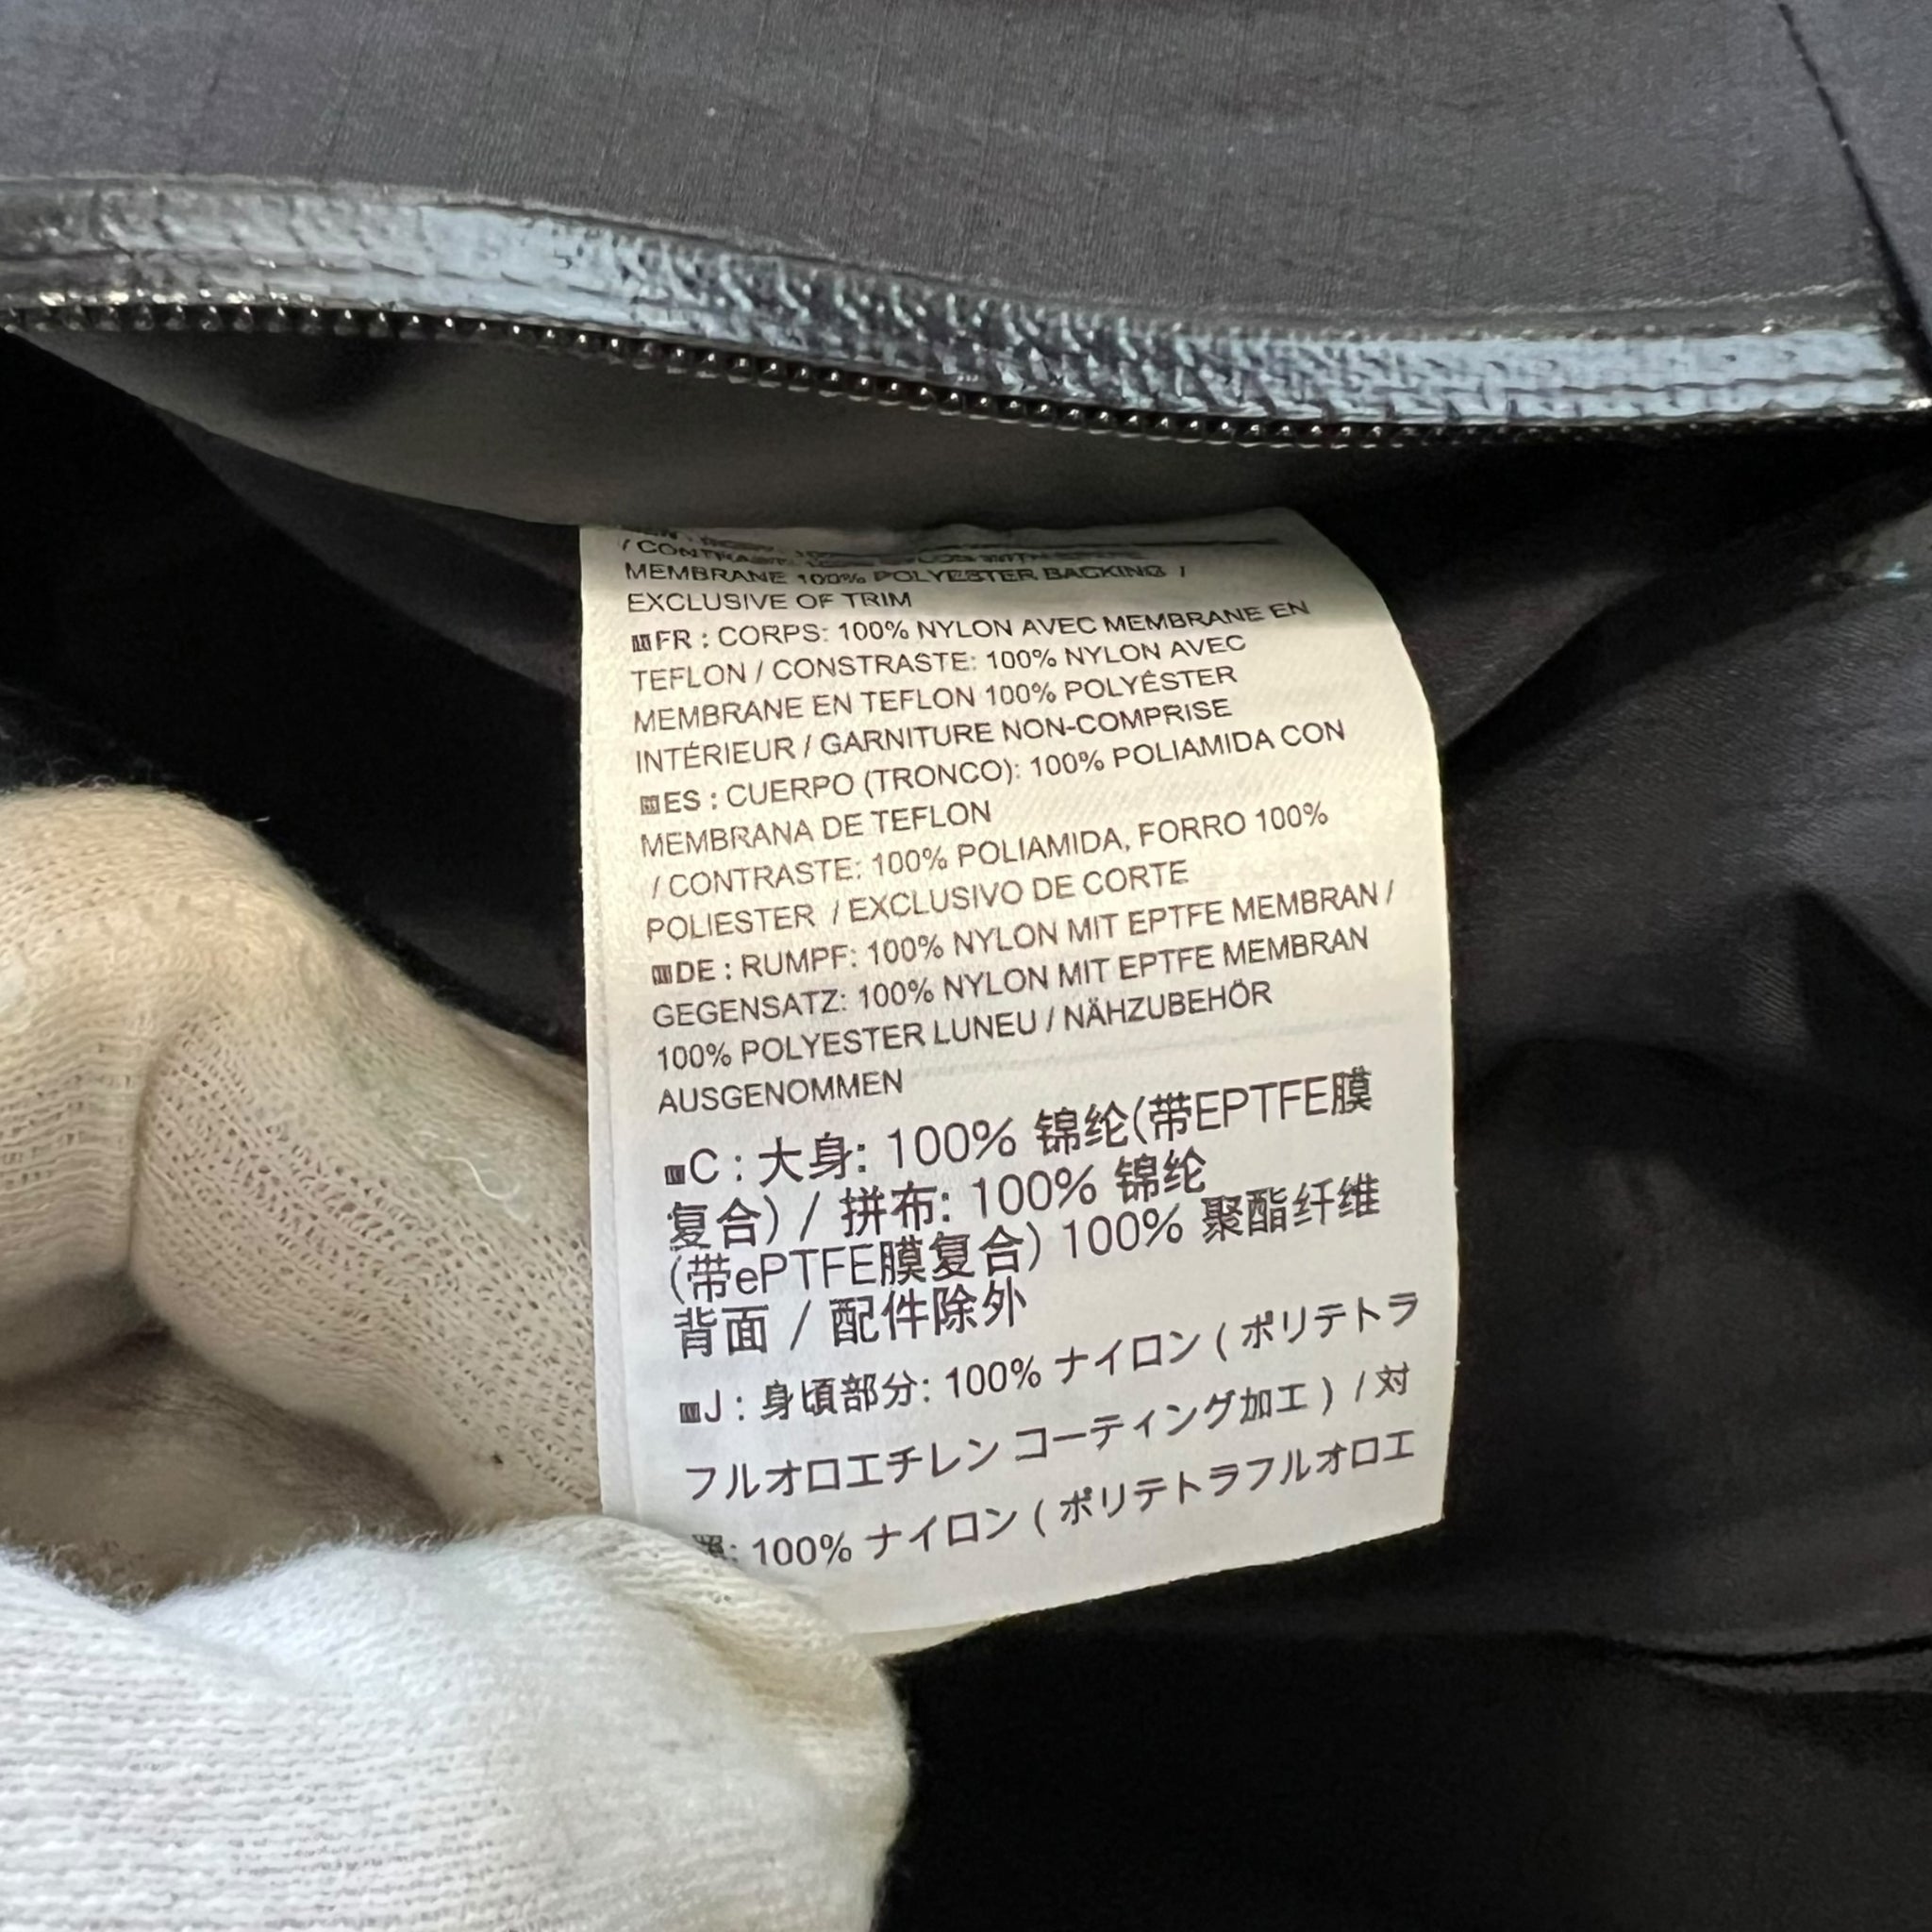 / CONTRAST: 100% NYLON WITH EPTFE
MEMBRANE 100% POLYESTER BACKING /
EXCLUSIVE OF TRIM
FR : CORPS: 100% NYLON AVEC MEMBRANE EN
TEFLON / CONSTRASTE: 100% NYLON AVEC
MEMBRANE EN TEFLON 100% POLYÉSTER
INTÉRIEUR / GARNITURE NON-COMPRISE
ES : CUERPO (TRONCO): 100% POLIAMIDA CON
MEMBRANA DE TEFLON
/ CONTRASTE: 100% POLIAMIDA, FORRO 100%
POLIESTER / EXCLUSIVO DE CORTE
DE : RUMPF: 100% NYLON MIT EPTFE MEMBRAN /
GEGENSATZ: 100% NYLON MIT EPTFE MEMBRAN
100% POLYESTER LUNEU / NÄHZUBEHÖR
AUSGENOMMEN
■C : 大身: 100% 锦纶(带EPTFE膜
复合) / 拼布: 100% 锦纶
(带ePTFE膜复合) 100% 聚酯纤维
背面 / 配件除外
■J : 身頃部分: 100% ナイロン ( ポリテトラ
フルオロエチレン コーティング加工 ) / 対
照: 100% ナイロン ( ポリテトラフルオロエ